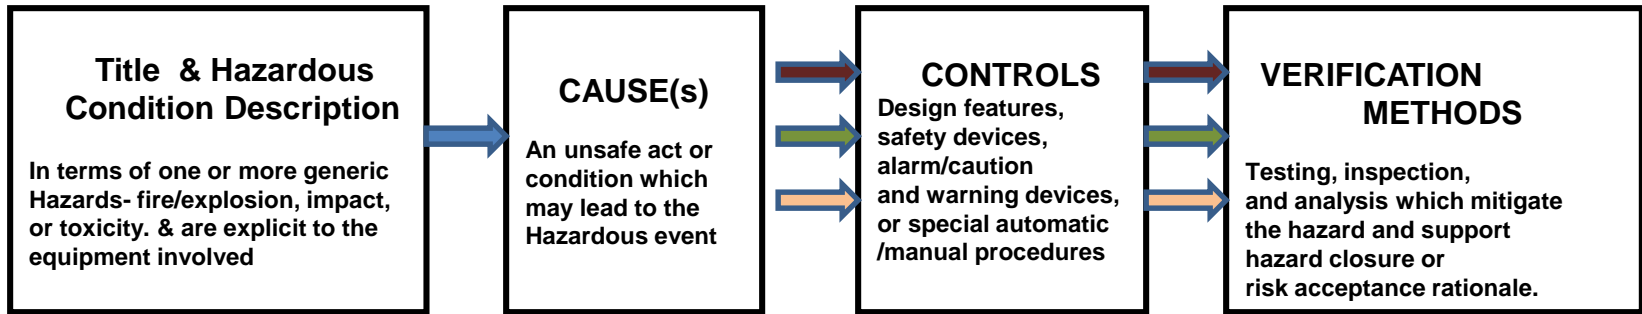 Title & Hazardous
Condition Description
In terms of one or more generic
Hazards- fire/explosion, impact,
or toxicity. & are explicit to the
equipment involved
CAUSE(s)
An unsafe act or
condition which
may lead to the
Hazardous event
CONTROLS
Design features,
safety devices,
alarm/caution
and warning devices,
or special automatic
/manual procedures
VERIFICATION
METHODS
Testing, inspection,
and analysis which mitigate
the hazard and support
hazard closure or
risk acceptance rationale.